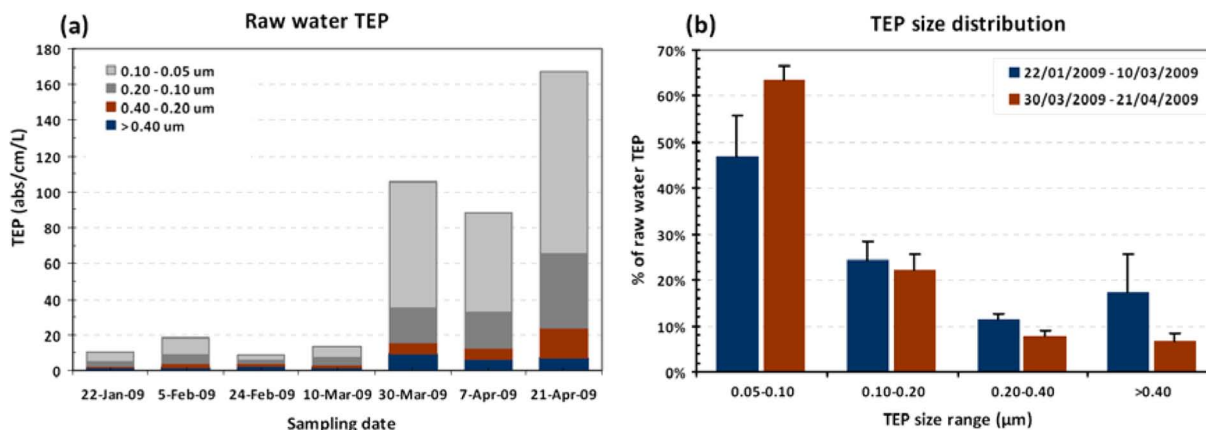 (a)
Raw water TEP
180
160
140
120
100
80
60
40
20
0
TEP (abs/cm/L)
0.10 - 0.05 um
0.20 - 0.10 um
0.40 - 0.20 um
> 0.40 um
22-Jan-09 5-Feb-09 24-Feb-09 10-Mar-09 30-Mar-09 7-Apr-09 21-Apr-09
Sampling date
(b)
TEP size distribution
70%
60%
50%
40%
30%
20%
10%
0%
% of raw water TEP
22/01/2009 - 10/03/2009
30/03/2009 - 21/04/2009
0.05-0.10 0.10-0.20 0.20-0.40 >0.40
TEP size range (µm)